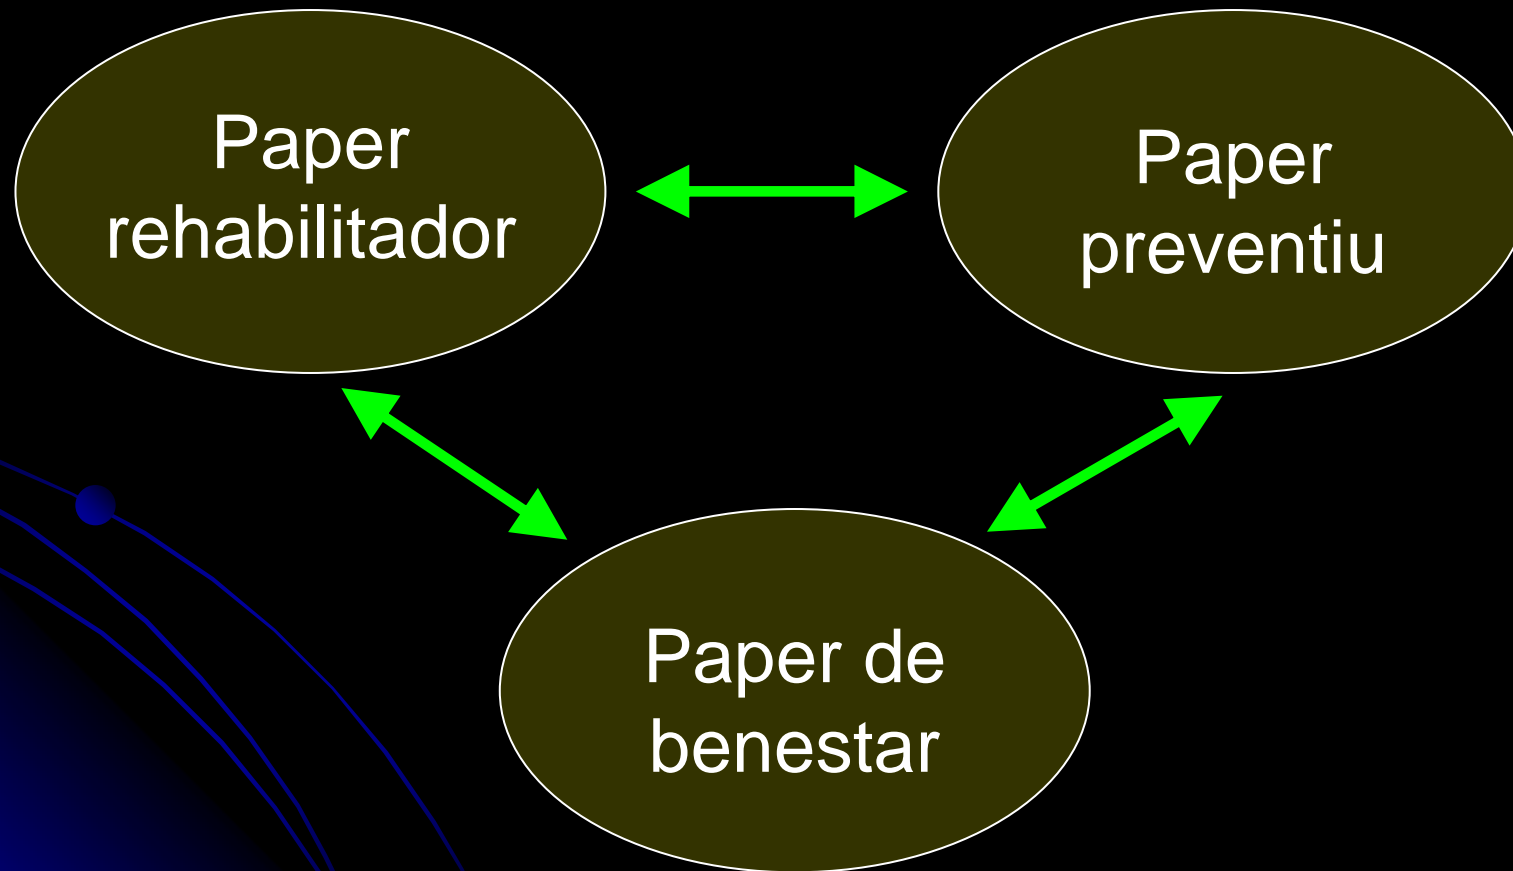 Paper
rehabilitador
Paper
preventiu
Paper de
benestar